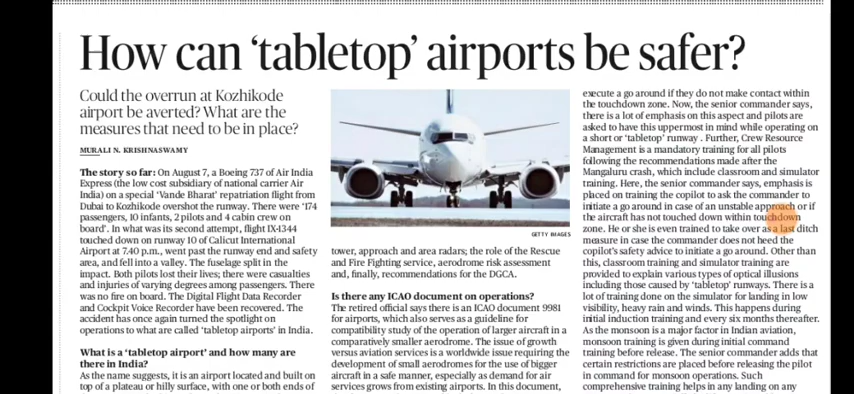 How can ‘tabletop’ airports be safer?
Could the overrun at Kozhikode
airport be averted? What are the
measures that need to be in place?
MURALI N. KRISHNASWAMY
The story so far: On August 7, a Boeing 737 of Air India
Express (the low cost subsidiary of national carrier Air
India) on a special ‘Vande Bharat’ repatriation flight from
Dubai to Kozhikode overshot the runway. There were ‘174
passengers, 10 infants, 2 pilots and 4 cabin crew on
board’. In what was its second attempt, flight IX-1344
touched down on runway 10 of Calicut International
Airport at 7.40 p.m., went past the runway end and safety
area, and fell into a valley. The fuselage split in the
impact. Both pilots lost their lives; there were casualties
and injuries of varying degrees among passengers. There
was no fire on board. The Digital Flight Data Recorder
and Cockpit Voice Recorder have been recovered. The
accident has once again turned the spotlight on
operations to what are called ‘tabletop airports’ in India.
What is a ‘tabletop airport’ and how many are
there in India?
As the name suggests, it is an airport located and built on
top of a plateau or hilly surface, with one or both ends of
GETTY IMAGES
tower, approach and area radars; the role of the Rescue
and Fire Fighting service, aerodrome risk assessment
and, finally, recommendations for the DGCA.
Is there any ICAO document on operations?
The retired official says there is an ICAO document 9981
for airports, which also serves as a guideline for
compatibility study of the operation of larger aircraft in a
comparatively smaller aerodrome. The issue of growth
versus aviation services is a worldwide issue requiring the
development of small aerodromes for the use of bigger
aircraft in a safe manner, especially as demand for air
services grows from existing airports. In this document,
execute a go around if they do not make contact within
the touchdown zone. Now, the senior commander says,
there is a lot of emphasis on this aspect and pilots are
asked to have this uppermost in mind while operating on
a short or ‘tabletop’ runway . Further, Crew Resource
Management is a mandatory training for all pilots
following the recommendations made after the
Mangaluru crash, which include classroom and simulator
training. Here, the senior commander says, emphasis is
placed on training the copilot to ask the commander to
initiate a go around in case of an unstable approach or if
the aircraft has not touched down within touchdown
zone. He or she is even trained to take over as a last ditch
measure in case the commander does not heed the
copilot’s safety advice to initiate a go around. Other than
this, classroom training and simulator training are
provided to explain various types of optical illusions
including those caused by ‘tabletop’ runways. There is a
lot of training done on the simulator for landing in low
visibility, heavy rain and winds. This happens during
initial induction training and every six months thereafter.
As the monsoon is a major factor in Indian aviation,
monsoon training is given during initial command
training before release. The senior commander adds that
certain restrictions are placed before releasing the pilot
in command for monsoon operations. Such
comprehensive training helps in any landing on any